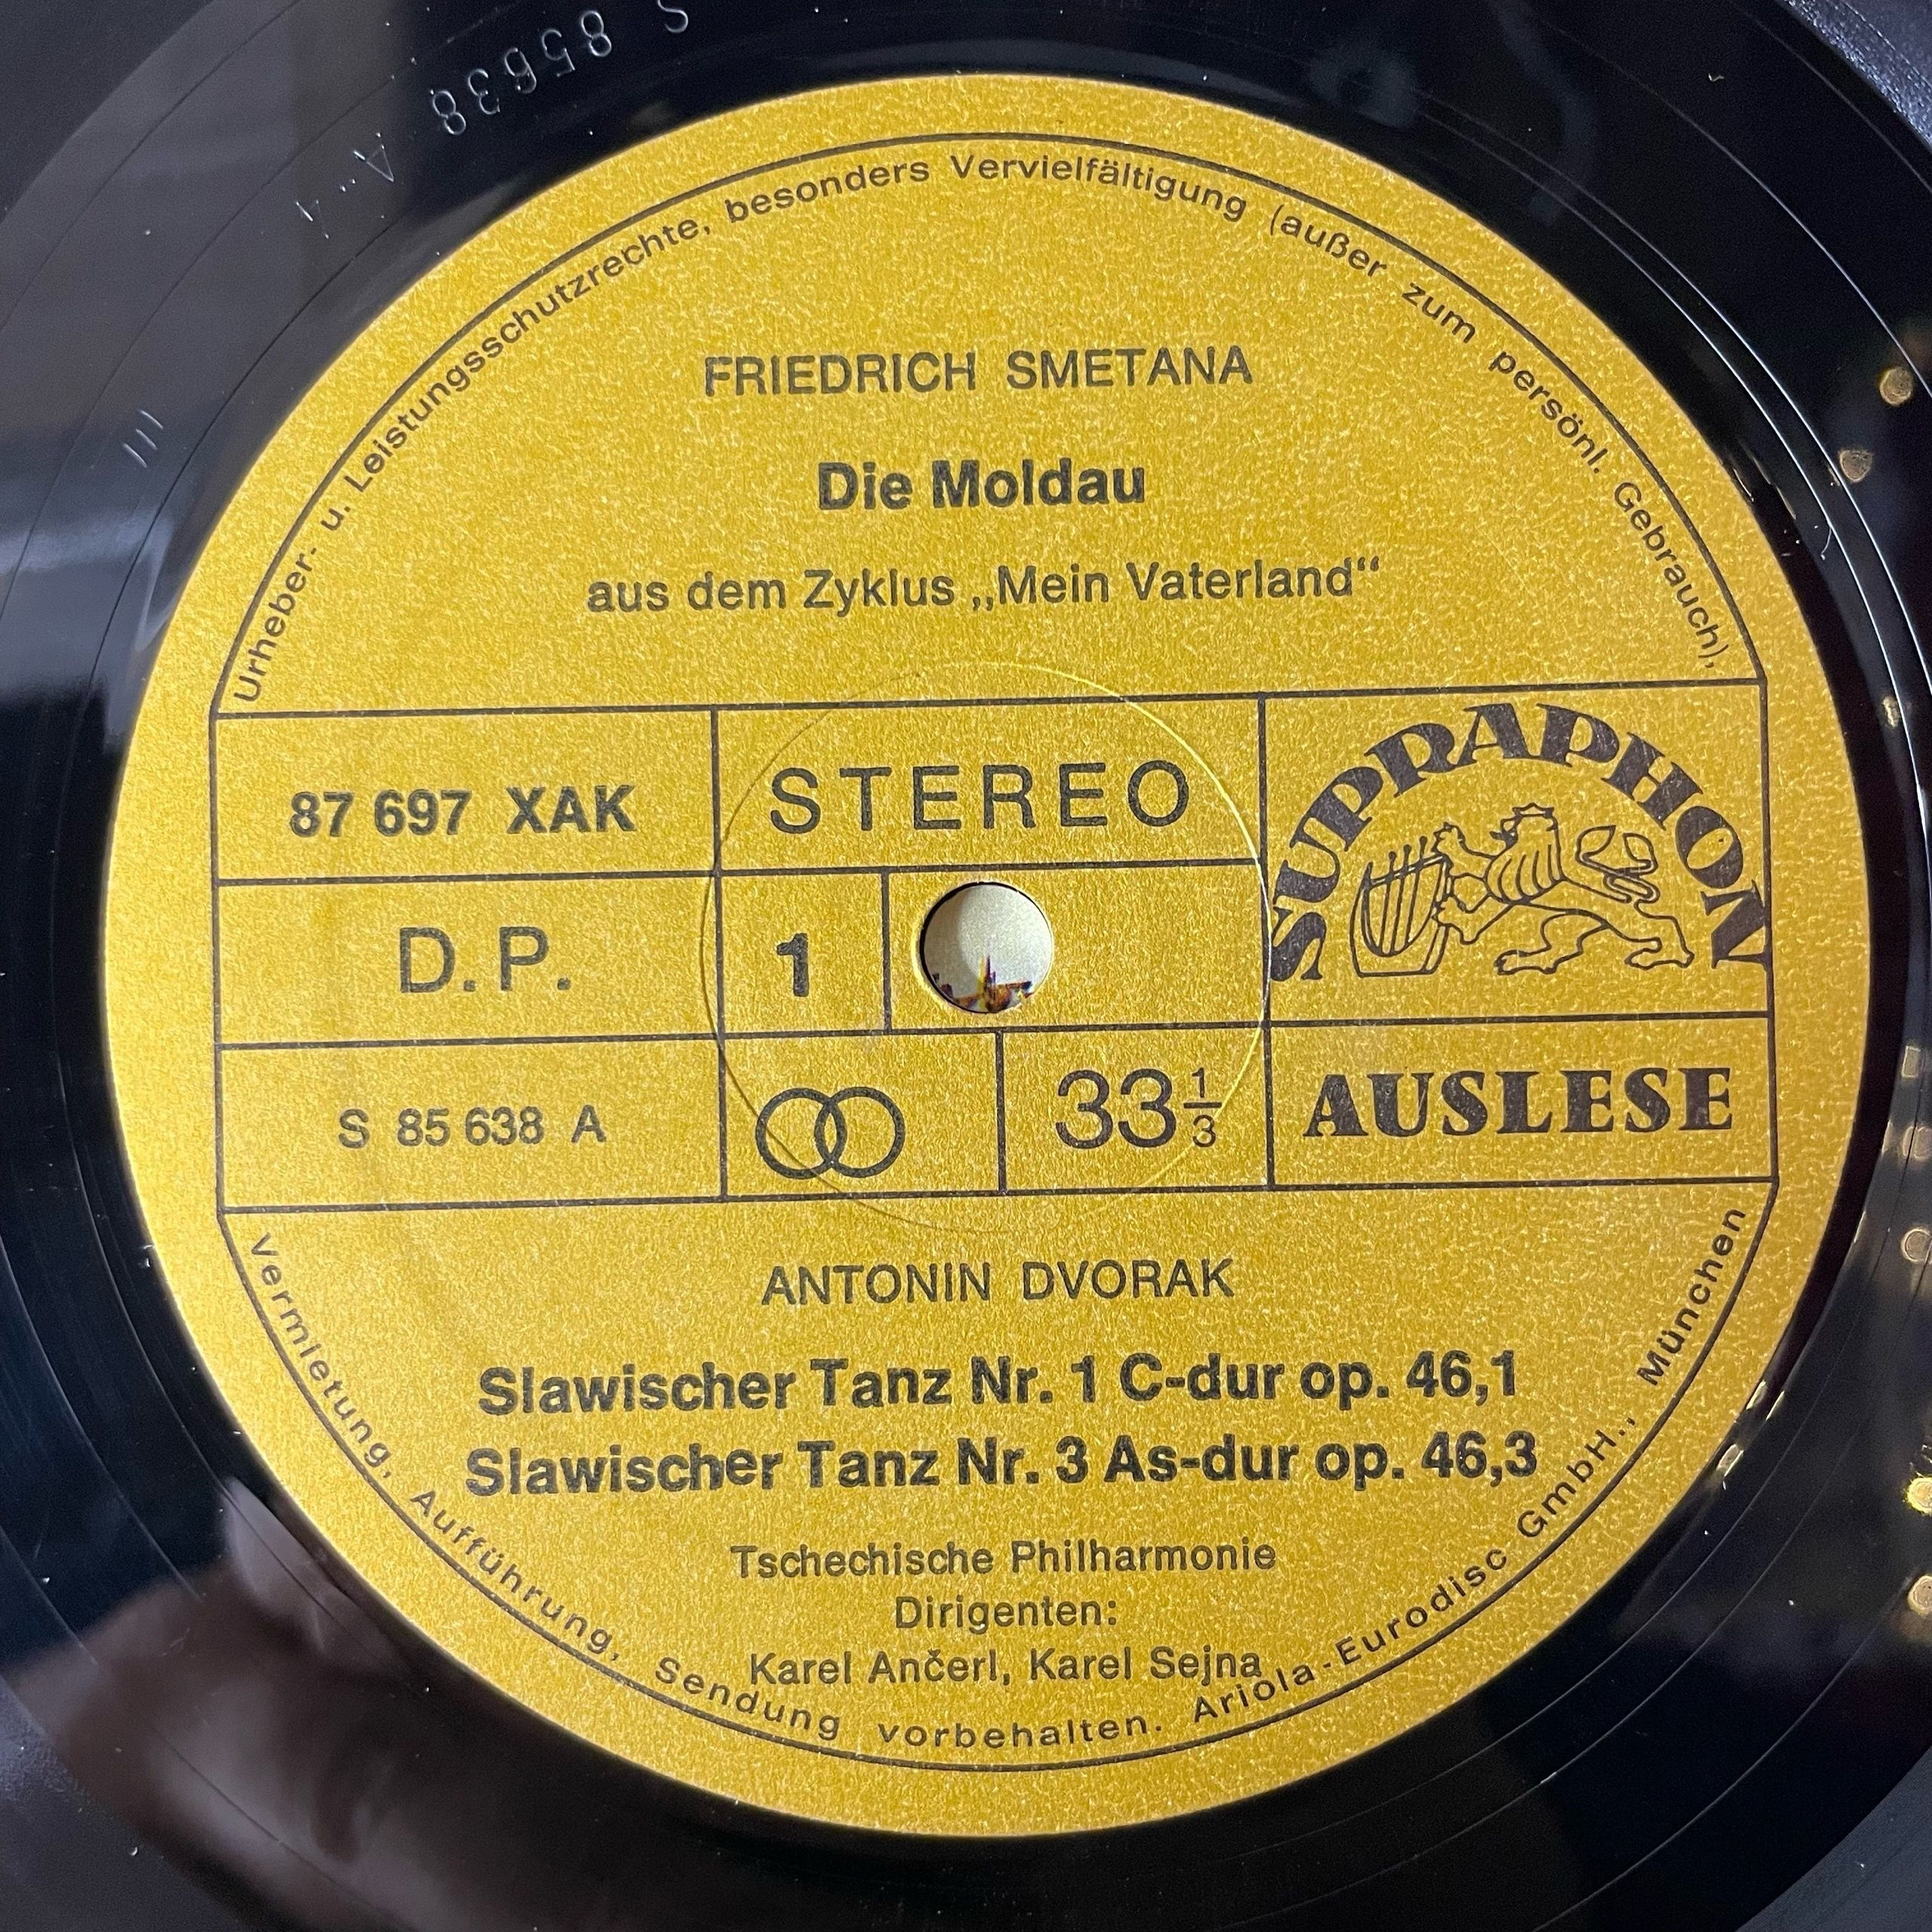 S 85638 A
Urheber- u. Leistungsschutzrechte, besonders Vervielfältigung (außer zum persönl. Gebrauch),
FRIEDRICH SMETANA
Die Moldau
aus dem Zyklus „Mein Vaterland“
87 697 XAK
STEREO
SUPRAPHON
D.P.
1
S 85 638 A
33 1/3
AUSLESE
ANTONIN DVORAK
Slawischer Tanz Nr. 1 C-dur op. 46,1
Slawischer Tanz Nr. 3 As-dur op. 46,3
Tschechische Philharmonie
Dirigenten:
Karel Ančerl, Karel Sejna
Vermietung, Aufführung, Sendung vorbehalten. Ariola-Eurodisc GmbH., München